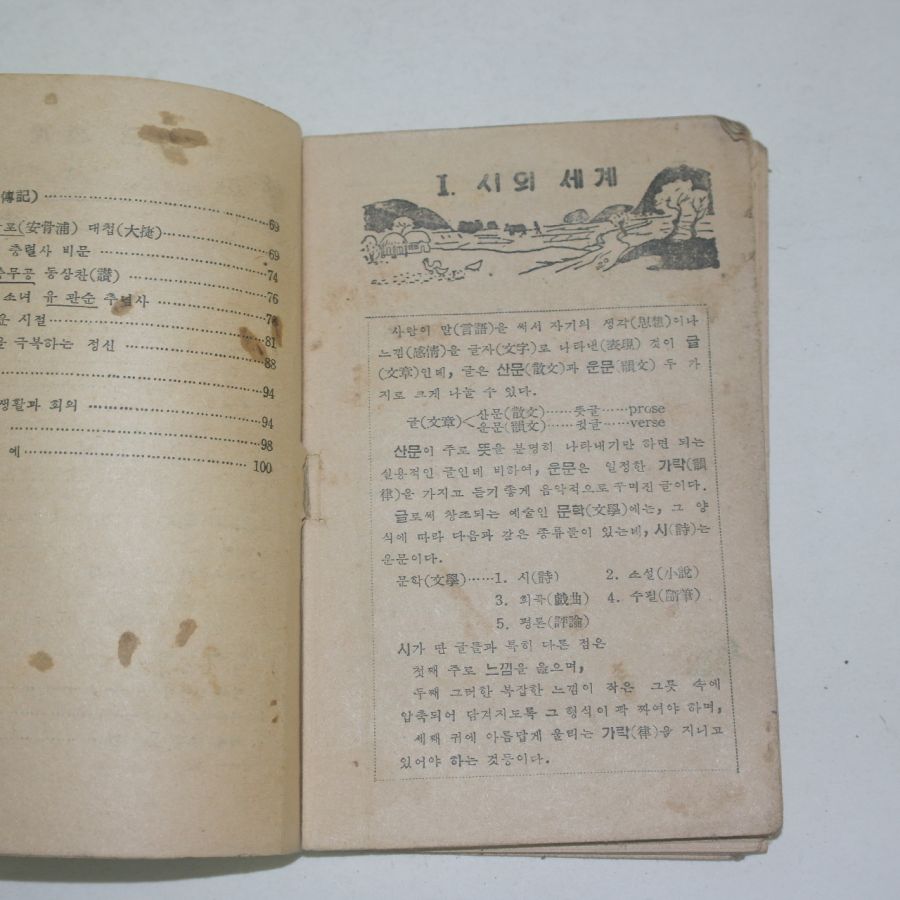 傳記)……69
(安骨浦) 대첩(大捷)……69
충렬사 비문……74
충무공 동상찬(讃)……76
소녀 유 관순 추념사……78
운 시절……81
을 극복하는 정신……88
……94
생활과 회의……94
……98
예……100
I. 시의 세계
사람이 말(言語)을 써서 자기의 생각(思想)이나
느낌(感情)을 글자(文字)로 나타낸(表現) 것이 글
(文章)인데, 글은 산문(散文)과 운문(韻文) 두 가
지로 크게 나눌 수 있다.
글(文章)<산문(散文)……줏글……prose
운문(韻文)……귓글……verse
산문이 주로 뜻을 분명히 나타내기만 하면 되는
실용적인 글인데 비하여, 운문은 일정한 가락(韻
律)을 가지고 듣기 좋게 음악적으로 꾸며진 글이다.
글로써 창조되는 예술인 문학(文學)에는, 그 양
식에 따라 다음과 같은 종류들이 있는데, 시(詩)는
운문이다.
문학(文學)……1. 시(詩) 2. 소설(小說)
3. 희곡(戯曲) 4. 수필(隨筆)
5. 평론(評論)
시가 딴 글들과 특히 다른 점은
첫째 주로 느낌을 읊으며,
두째 그러한 복잡한 느낌이 작은 그릇 속에
압축되어 담겨지도록 그 형식이 꽉 짜여야 하며,
세째 귀에 아름답게 울리는 가락(律)을 지니고
있어야 하는 것등이다.